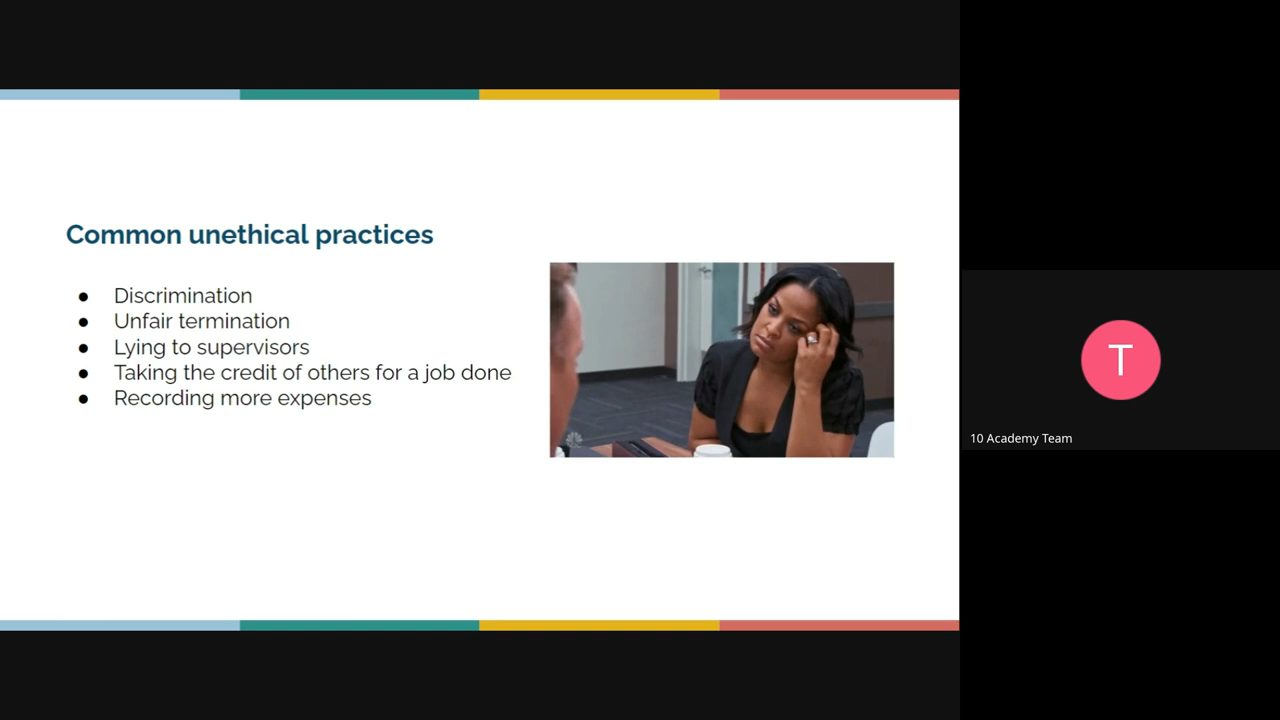 Common unethical practices
● Discrimination
● Unfair termination
● Lying to supervisors
● Taking the credit of others for a job done
● Recording more expenses
T
10 Academy Team